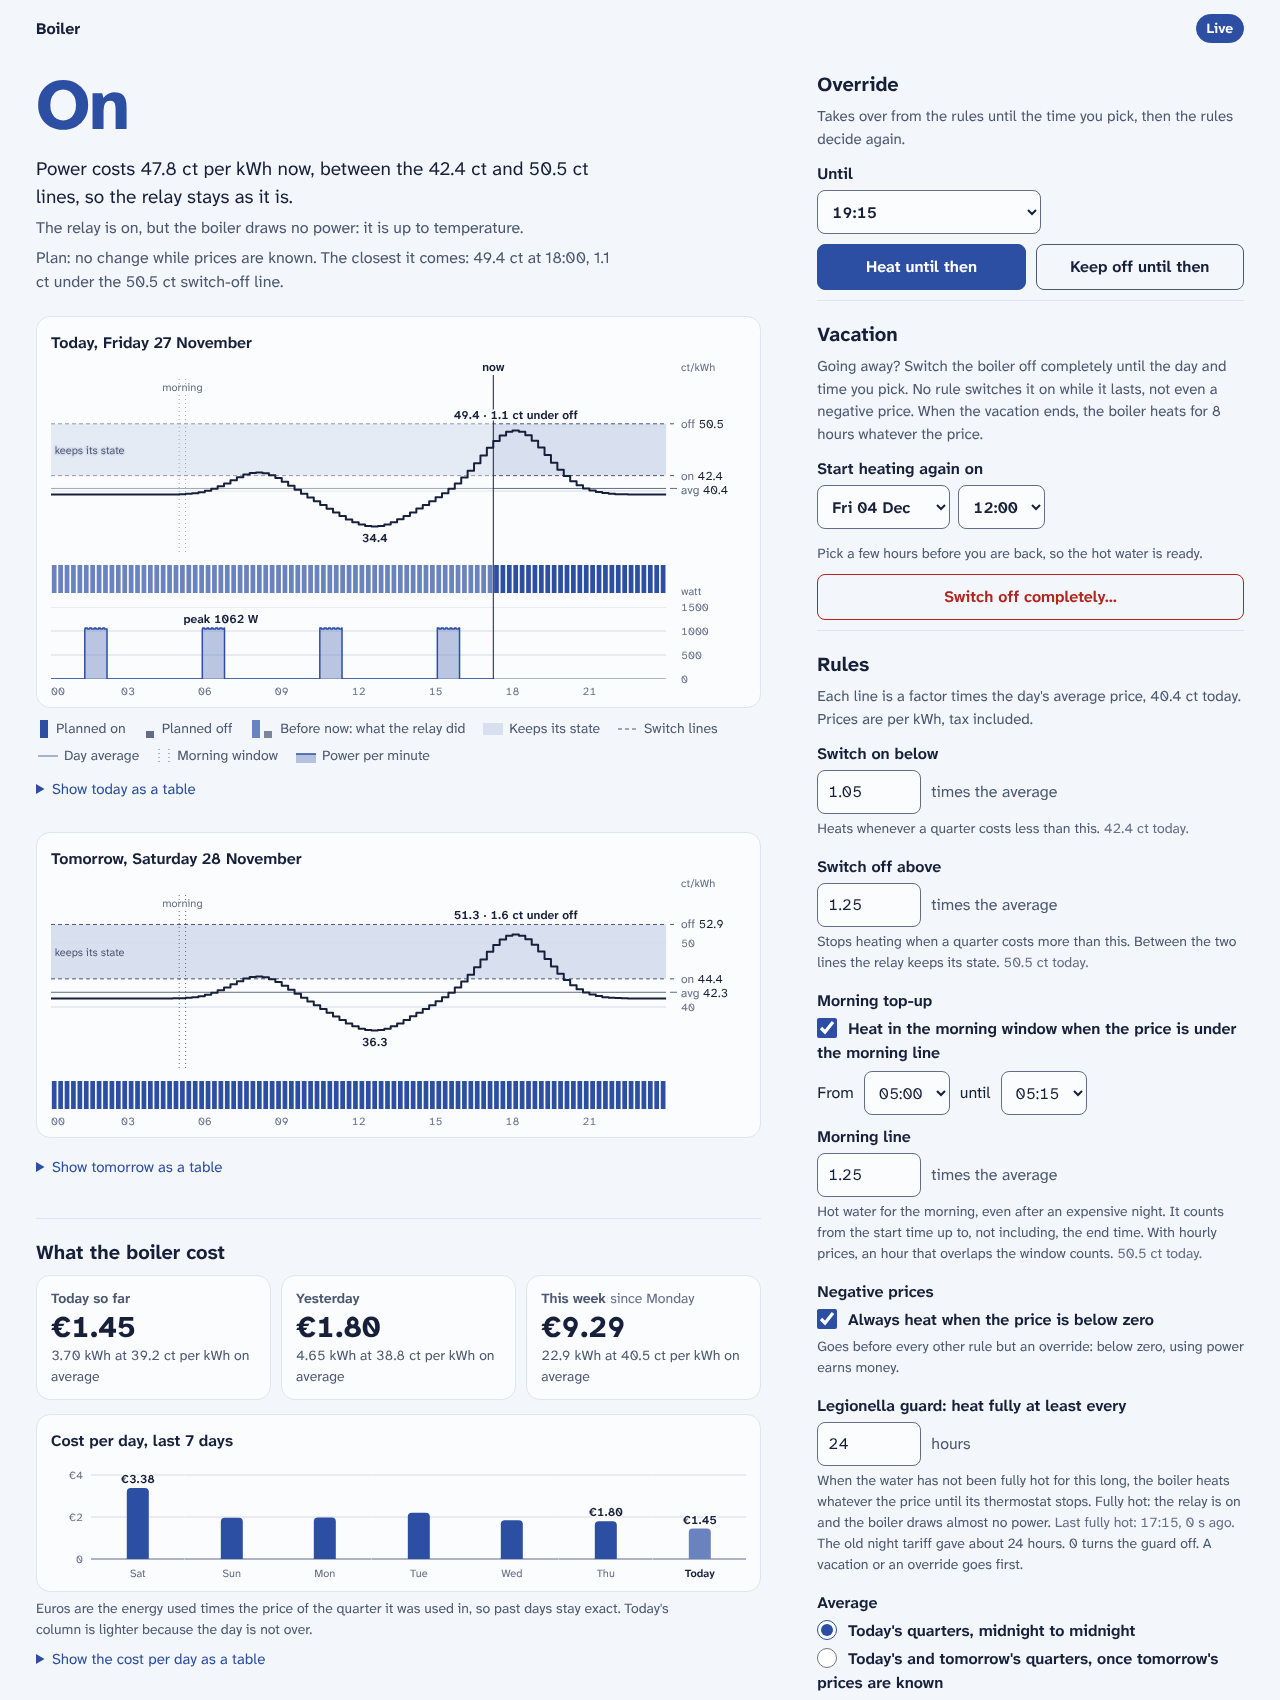 Boiler
Live
On
Power costs 47.8 ct per kWh now, between the 42.4 ct and 50.5 ct
lines, so the relay stays as it is.
The relay is on, but the boiler draws no power: it is up to temperature.
Plan: no change while prices are known. The closest it comes: 49.4 ct at 18:00, 1.1
ct under the 50.5 ct switch-off line.
Today, Friday 27 November
now
ct/kWh
morning
49.4 · 1.1 ct under off
off 50.5
keeps its state
on 42.4
avg 40.4
34.4
watt
1500
peak 1062 W
1000
500
0
00 03 06 09 12 15 18 21
Planned on
Planned off
Before now: what the relay did
Keeps its state
Switch lines
Day average
Morning window
Power per minute
Show today as a table
Tomorrow, Saturday 28 November
ct/kWh
morning
51.3 · 1.6 ct under off
off 52.9
50
keeps its state
on 44.4
avg 42.3
40
36.3
00 03 06 09 12 15 18 21
Show tomorrow as a table
What the boiler cost
Today so far
€1.45
3.70 kWh at 39.2 ct per kWh on
average
Yesterday
€1.80
4.65 kWh at 38.8 ct per kWh on
average
This week since Monday
€9.29
22.9 kWh at 40.5 ct per kWh on
average
Cost per day, last 7 days
€4
€3.38
€2
€1.80
€1.45
0
Sat Sun Mon Tue Wed Thu Today
Euros are the energy used times the price of the quarter it was used in, so past days stay exact. Today's
column is lighter because the day is not over.
Show the cost per day as a table
Override
Takes over from the rules until the time you pick, then the rules
decide again.
Until
19:15
Heat until then
Keep off until then
Vacation
Going away? Switch the boiler off completely until the day and
time you pick. No rule switches it on while it lasts, not even a
negative price. When the vacation ends, the boiler heats for 8
hours whatever the price.
Start heating again on
Fri 04 Dec
12:00
Pick a few hours before you are back, so the hot water is ready.
Switch off completely...
Rules
Each line is a factor times the day's average price, 40.4 ct today.
Prices are per kWh, tax included.
Switch on below
1.05 times the average
Heats whenever a quarter costs less than this. 42.4 ct today.
Switch off above
1.25 times the average
Stops heating when a quarter costs more than this. Between the two
lines the relay keeps its state. 50.5 ct today.
Morning top-up
Heat in the morning window when the price is under
the morning line
From 05:00 until 05:15
Morning line
1.25 times the average
Hot water for the morning, even after an expensive night. It counts
from the start time up to, not including, the end time. With hourly
prices, an hour that overlaps the window counts. 50.5 ct today.
Negative prices
Always heat when the price is below zero
Goes before every other rule but an override: below zero, using power
earns money.
Legionella guard: heat fully at least every
24 hours
When the water has not been fully hot for this long, the boiler heats
whatever the price until its thermostat stops. Fully hot: the relay is on
and the boiler draws almost no power. Last fully hot: 17:15, 0 s ago.
The old night tariff gave about 24 hours. 0 turns the guard off. A
vacation or an override goes first.
Average
Today's quarters, midnight to midnight
Today's and tomorrow's quarters, once tomorrow's
prices are known